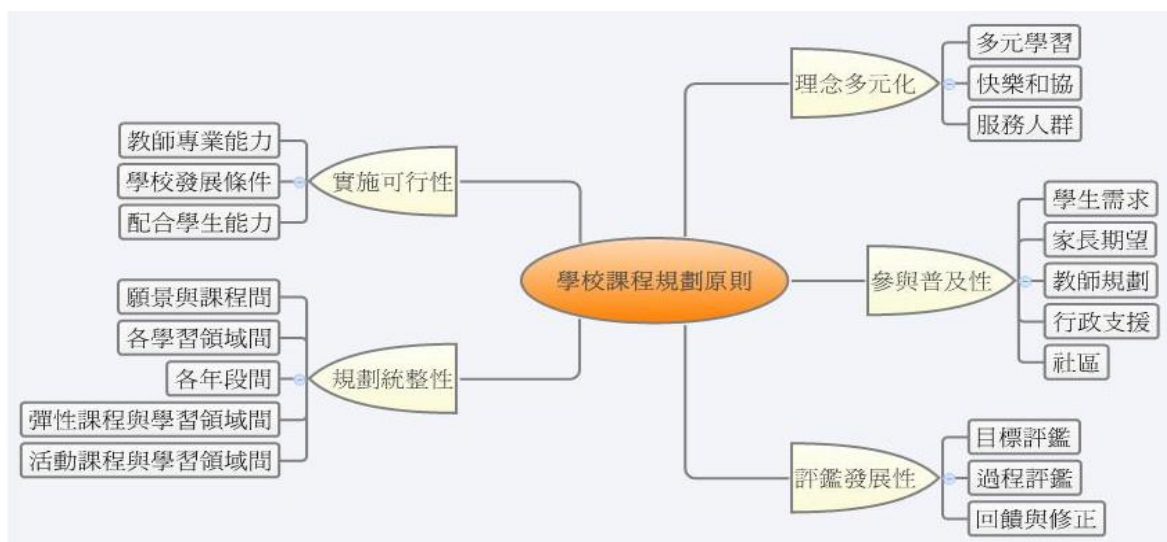 學校課程規劃原則
理念多元化
多元學習
快樂和協
服務人群
參與普及性
學生需求
家長期望
教師規劃
行政支援
社區
評鑑發展性
目標評鑑
過程評鑑
回饋與修正
實施可行性
教師專業能力
學校發展條件
配合學生能力
規劃統整性
願景與課程間
各學習領域間
各年段間
彈性課程與學習領域間
活動課程與學習領域間